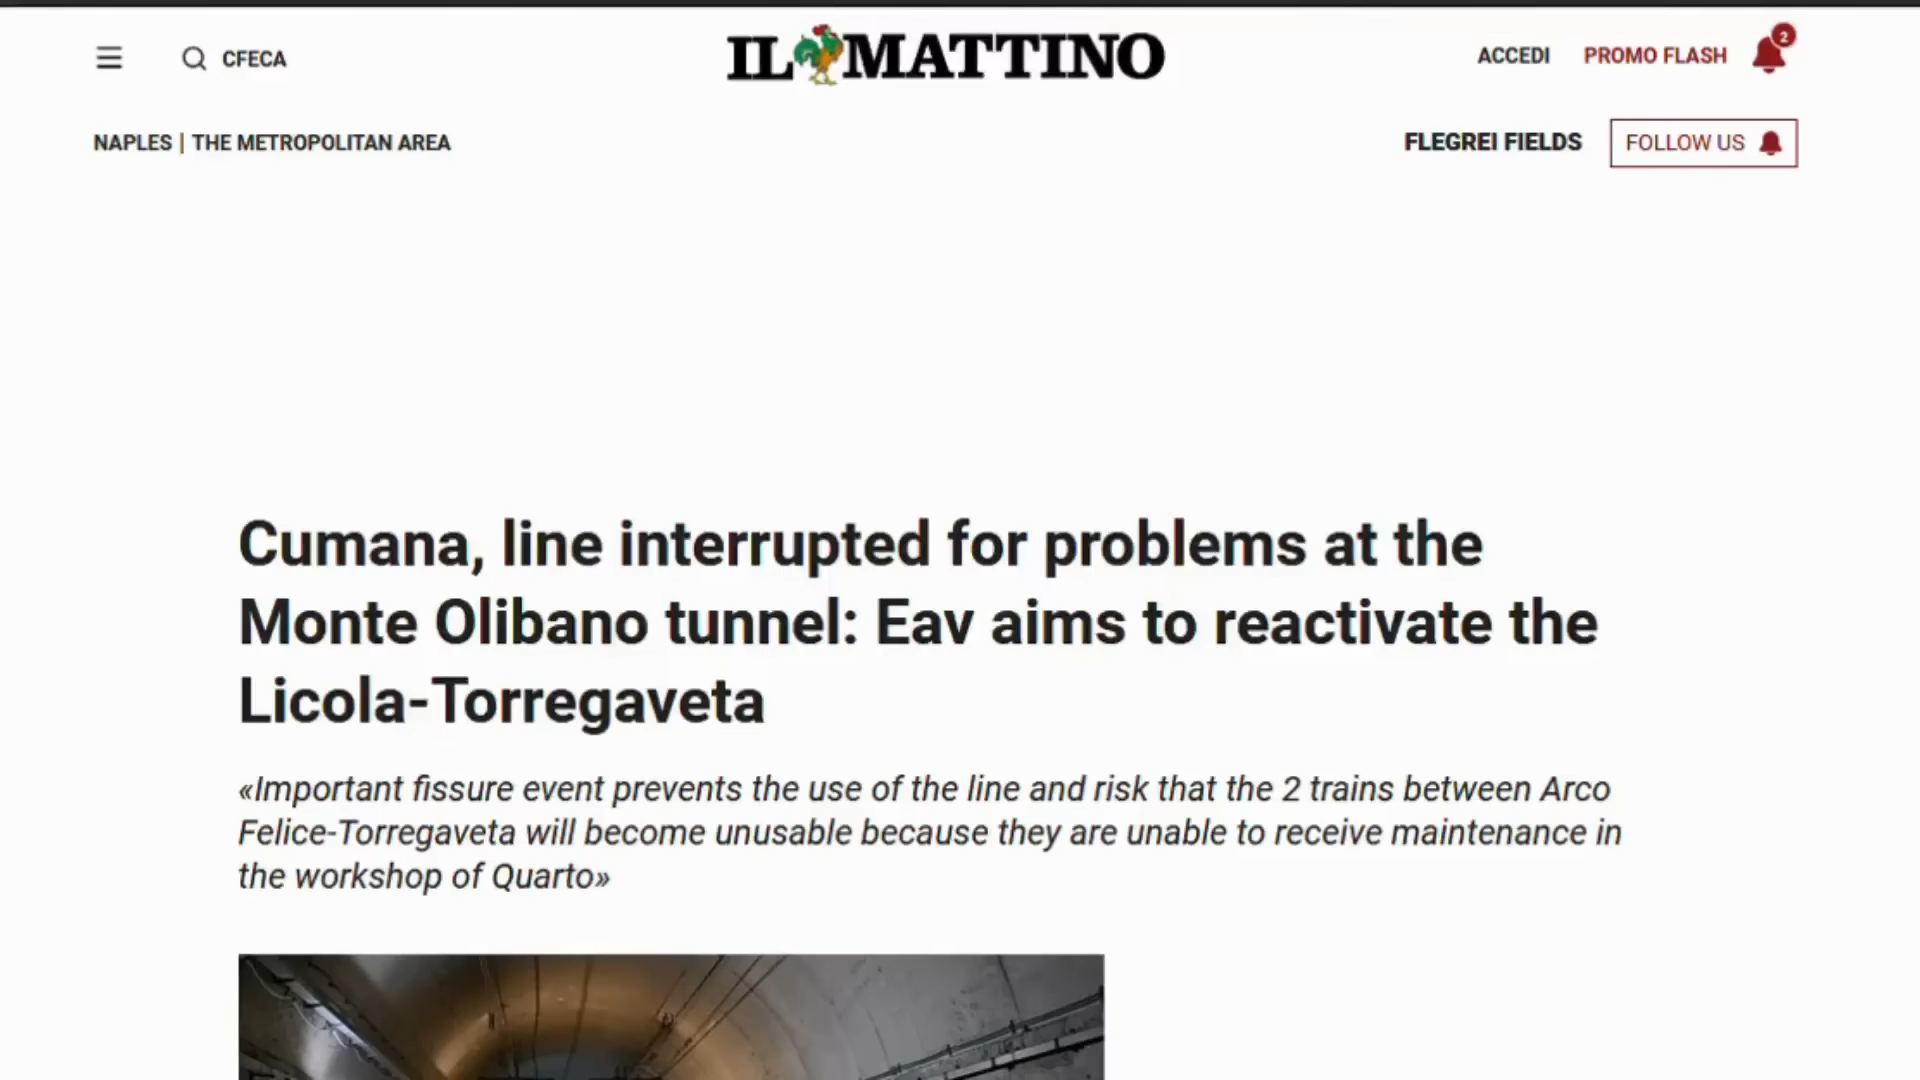 CFECA
IL MATTINO
ACCEDI
PROMO FLASH
2
NAPLES | THE METROPOLITAN AREA
FLEGREI FIELDS
FOLLOW US
Cumana, line interrupted for problems at the
Monte Olibano tunnel: Eav aims to reactivate the
Licola-Torregaveta
«Important fissure event prevents the use of the line and risk that the 2 trains between Arco
Felice-Torregaveta will become unusable because they are unable to receive maintenance in
the workshop of Quarto»